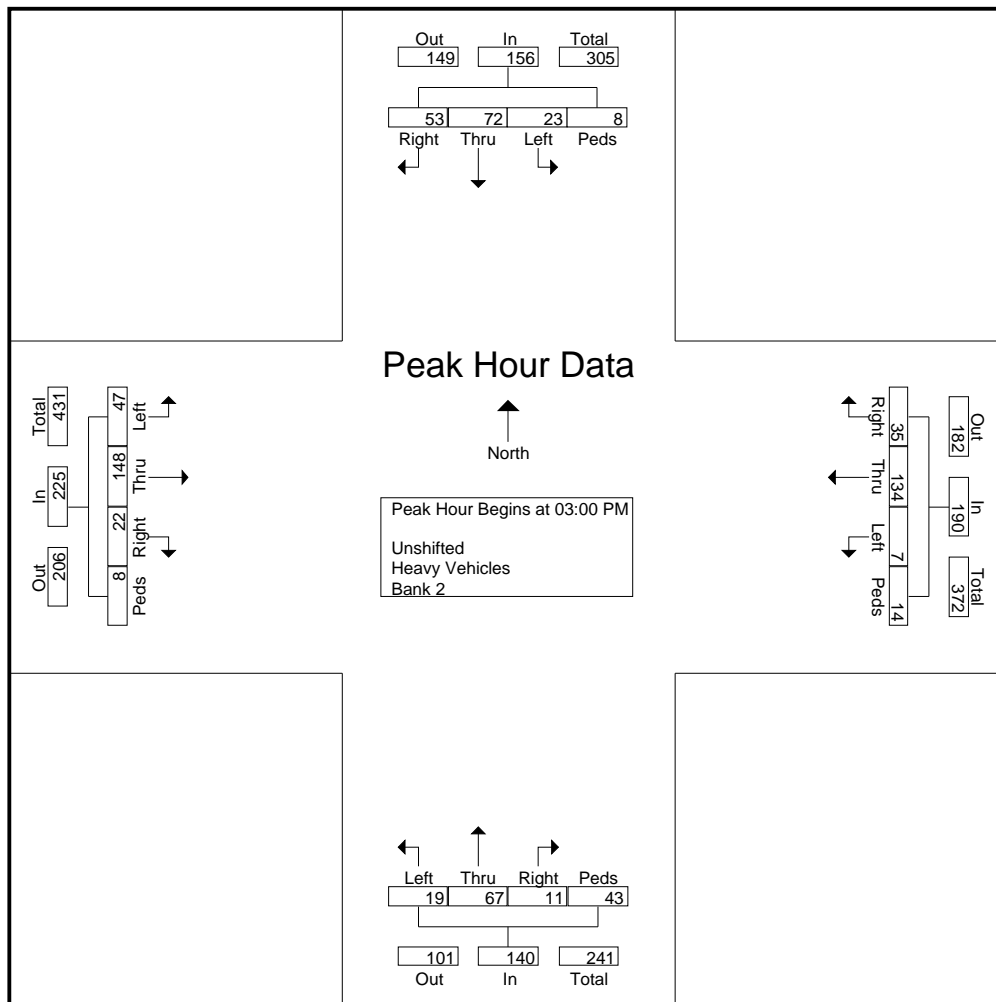 Out In Total
149 156 305
53 72 23 8
Right Thru Left Peds
Peak Hour Data
North
Peak Hour Begins at 03:00 PM
Unshifted
Heavy Vehicles
Bank 2
Total In Out
431 225 206
47 148 22 8
Left Thru Right Peds
Out In Total
182 190 372
35 134 7 14
Right Thru Left Peds
Left Thru Right Peds
19 67 11 43
101 140 241
Out In Total